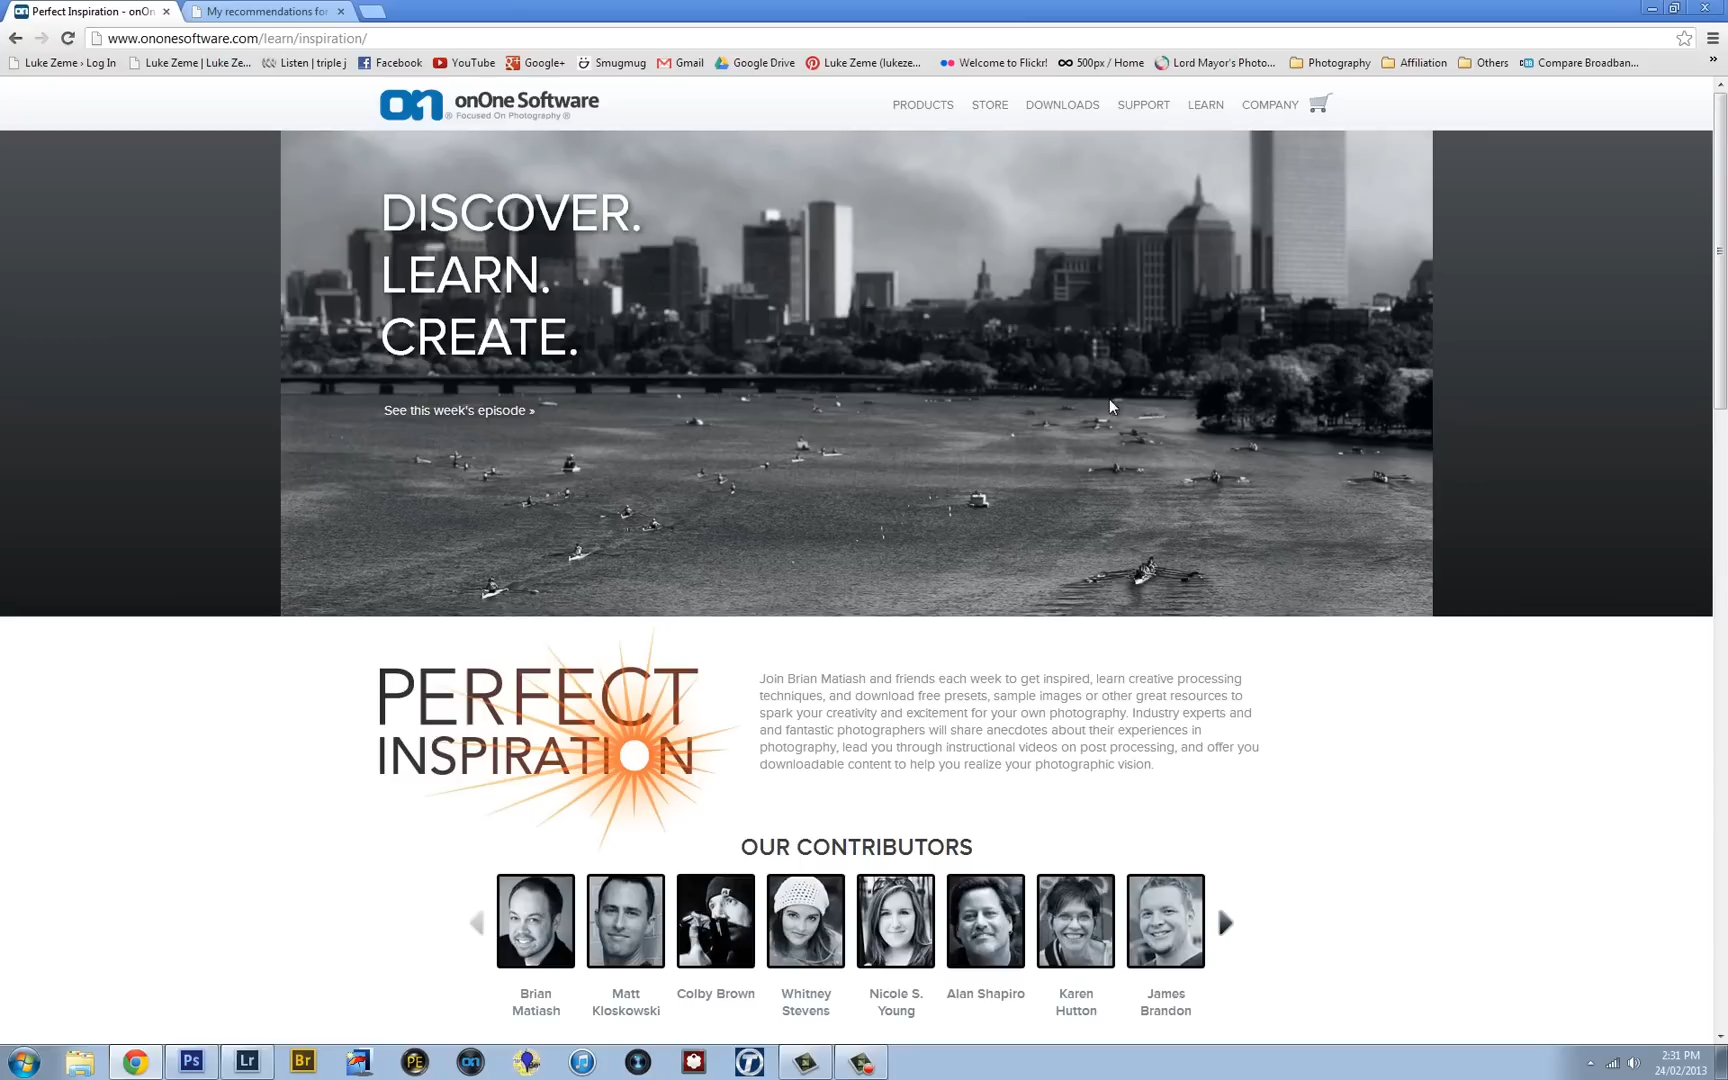 Perfect Inspiration - onOn
My recommendations for
www.ononesoftware.com/learn/inspiration/
Luke Zeme › Log In
Luke Zeme | Luke Ze...
Listen | triple j
Facebook
YouTube
Google+
Smugmug
Gmail
Google Drive
Luke Zeme (lukeze...
Welcome to Flickr!
500px / Home
Lord Mayor's Photo...
Photography
Affiliation
Others
Compare Broadban...
on
onOne Software
® Focused On Photography ®
PRODUCTS
STORE
DOWNLOADS
SUPPORT
LEARN
COMPANY
DISCOVER.
LEARN.
CREATE.
See this week's episode »
PERFECT
INSPIRATION
Join Brian Matiash and friends each week to get inspired, learn creative processing
techniques, and download free presets, sample images or other great resources to
spark your creativity and excitement for your own photography. Industry experts and
and fantastic photographers will share anecdotes about their experiences in
photography, lead you through instructional videos on post processing, and offer you
downloadable content to help you realize your photographic vision.
OUR CONTRIBUTORS
Brian
Matiash
Matt
Kloskowski
Colby Brown
Whitney
Stevens
Nicole S.
Young
Alan Shapiro
Karen
Hutton
James
Brandon
Ps
Lr
Br
PE
on
T
2:31 PM
24/02/2013